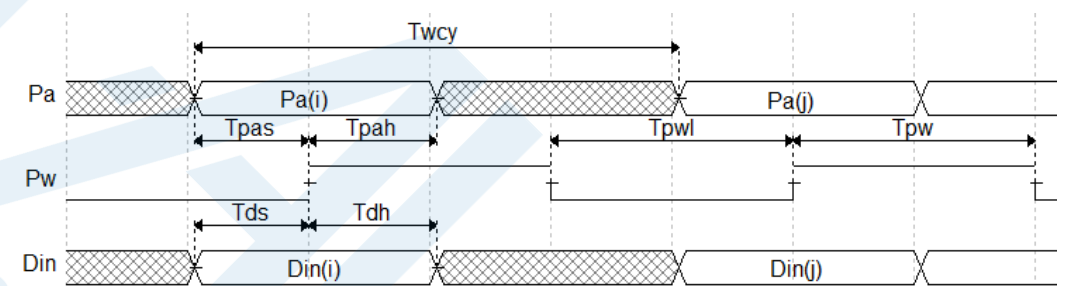 Twcy
Pa Pa(i) Pa(j)
Tpas Tpah Tpwl Tpw
Pw
Tds Tdh
Din Din(i) Din(j)